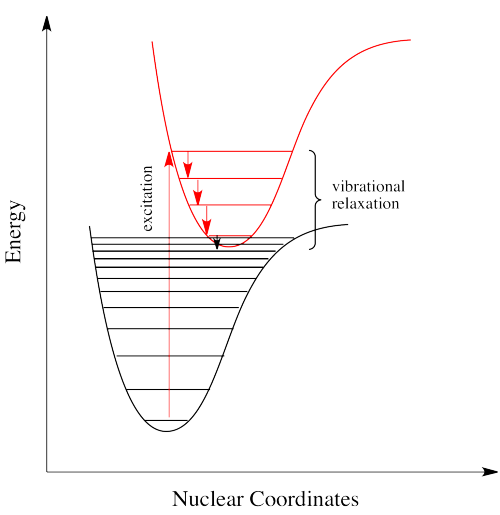 excitation
vibrational
relaxation
Energy
Nuclear Coordinates